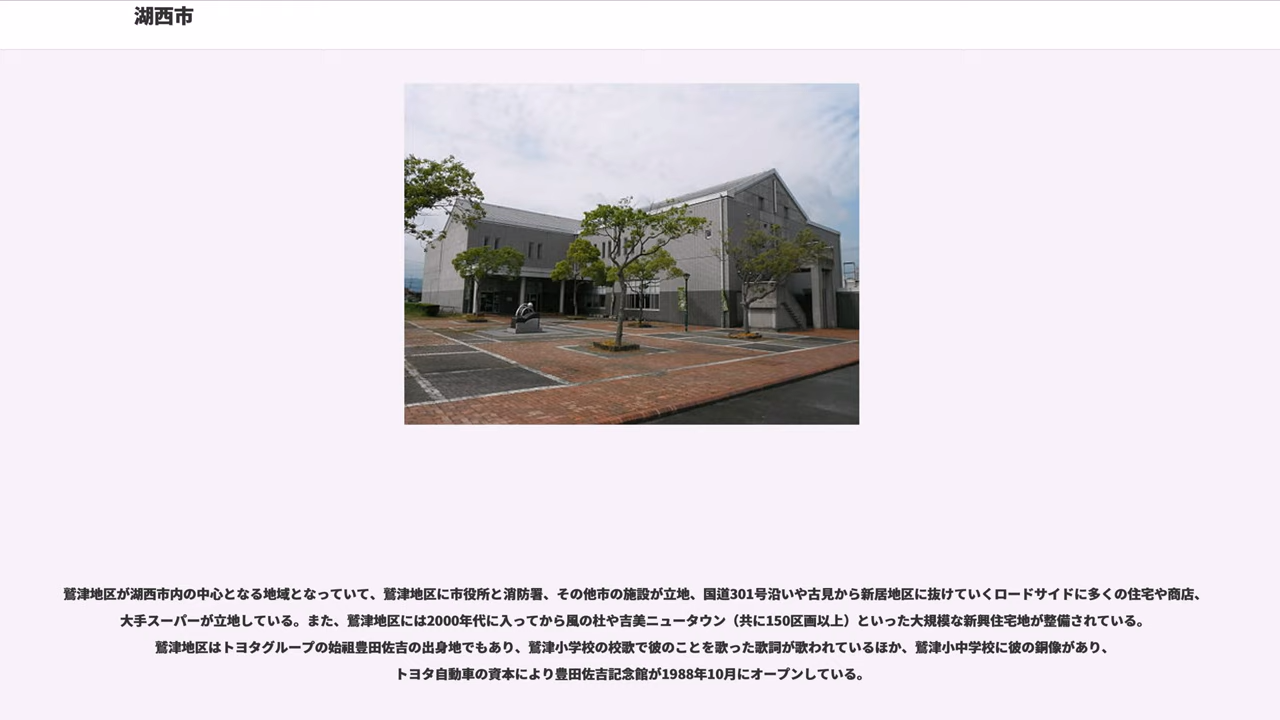 湖西市
鷲津地区が湖西市内の中心となる地域となっていて、鷲津地区に市役所と消防署、その他市の施設が立地、国道301号沿いや古見から新居地区に抜けていくロードサイドに多くの住宅や商店、
大手スーパーが立地している。また、鷲津地区には2000年代に入ってから風の杜や吉美ニュータウン（共に150区画以上）といった大規模な新興住宅地が整備されている。
鷲津地区はトヨタグループの始祖豊田佐吉の出身地でもあり、鷲津小学校の校歌で彼のことを歌った歌詞が歌われているほか、鷲津小中学校に彼の銅像があり、
トヨタ自動車の資本により豊田佐吉記念館が1988年10月にオープンしている。